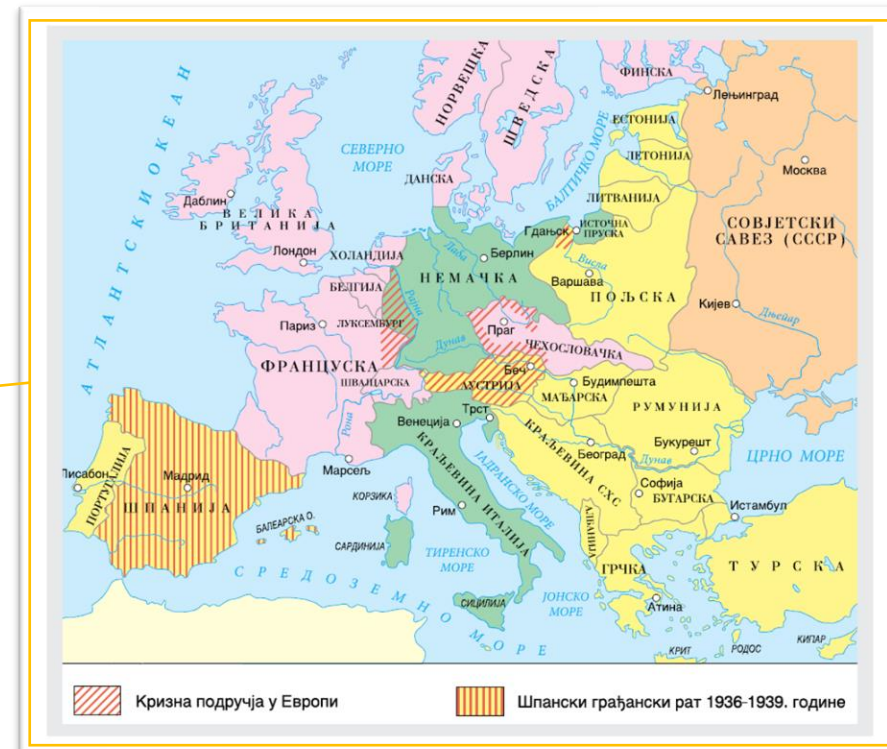 НОРВЕШКА
ШВЕДСКА
ФИНСКА
Лењинград
ЕСТОНИЈА
БАЛТИЧКО МОРЕ
ЛЕТОНИЈА
СЕВЕРНО
МОРЕ
Москва
ДАНСКА
ЛИТВАНИЈА
АТЛАНТСКИ ОКЕАН
Даблин
ВЕЛИКА
БРИТАНИЈА
Гдањск
ИСТОЧНА
ПРУСКА
СОВЈЕТСКИ
САВЕЗ (СССР)
Лондон
ХОЛАНДИЈА
Лаба
Берлин
Висла
НЕМАЧКА
Варшава
БЕЛГИЈА
Рајна
ПОЉСКА
Кијев
Дњепар
Париз
ЛУКСЕМБУРГ
Праг
Дунав
ЧЕХОСЛОВАЧКА
ФРАНЦУСКА
ШВАЈЦАРСКА
Беч
АУСТРИЈА
Будимпешта
МАЂАРСКА
Рона
Трст
РУМУНИЈА
Венеција
КРАЉЕВИНА СХС
Београд
Букурешт
Дунав
ЦРНО МОРЕ
Марсељ
КРАЉЕВИНА ИТАЛИЈА
ЈАДРАНСКО МОРЕ
Лисабон
Мадрид
ПОРТУГАЛИЈА
ШПАНИЈА
Софија
БУГАРСКА
КОРЗИКА
Рим
Истамбул
БАЛЕАРСКА О.
САРДИНИЈА
АЛБАНИЈА
ТИРЕНСКО
МОРЕ
ГРЧКА
ТУРСКА
СРЕДОЗЕМНО МОРЕ
СИЦИЛИЈА
ЈОНСКО
МОРЕ
Атина
КРИТ
РОДОС
КИПАР
Кризна подручја у Европи
Шпански грађански рат 1936-1939. године